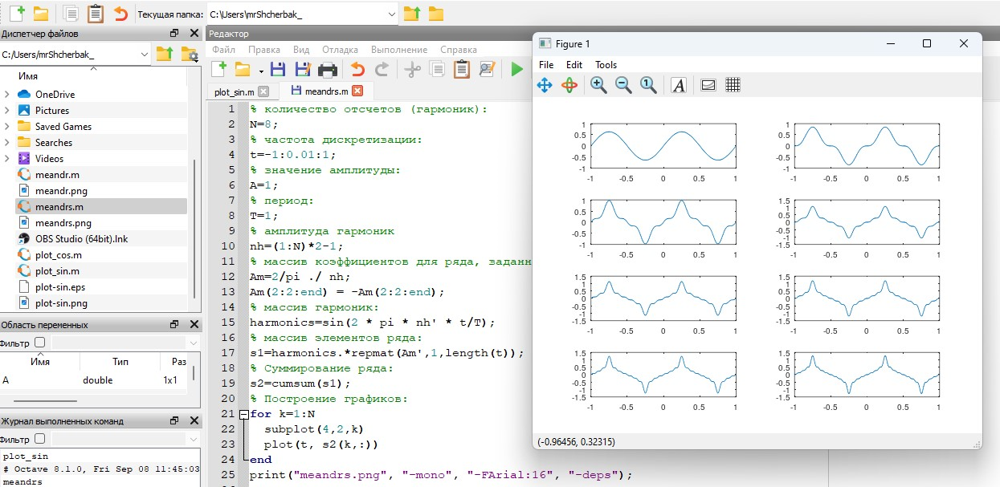 Текущая папка: C:\Users\mrShcherbak_
Диспетчер файлов
C:/Users/mrShcherbak_
Имя
OneDrive
Pictures
Saved Games
Searches
Videos
meandr.m
meandr.png
meandrs.m
meandrs.png
OBS Studio (64bit).lnk
plot_cos.m
plot_sin.m
plot-sin.eps
plot-sin.png
Область переменных
Фильтр
Имя Тип Раз
A double 1x1
Журнал выполненных команд
Фильтр
plot_sin
# Octave 8.1.0, Fri Sep 08 11:45:03
meandrs
Редактор
Файл Правка Вид Отладка Выполнение Справка
plot_sin.m meandrs.m
1 % количество отсчетов (гармоник):
2 N=8;
3 % частота дискретизации:
4 t=-1:0.01:1;
5 % значение амплитуды:
6 A=1;
7 % период:
8 T=1;
9 % амплитуда гармоник
10 nh=(1:N)*2-1;
11 % массив коэффициентов для ряда, заданн
12 Am=2/pi ./ nh;
13 Am(2:2:end) = -Am(2:2:end);
14 % массив гармоник:
15 harmonics=sin(2 * pi * nh' * t/T);
16 % массив элементов ряда:
17 s1=harmonics.*repmat(Am',1,length(t));
18 % Суммирование ряда:
19 s2=cumsum(s1);
20 % Построение графиков:
21 for k=1:N
22 subplot(4,2,k)
23 plot(t, s2(k,:))
24 end
25 print("meandrs.png", "-mono", "-FArial:16", "-deps");
Figure 1
File Edit Tools
1
A
1
0.5
0
-0.5
-1
-1 -0.5 0 0.5 1
1
0.5
0
-0.5
-1
-1 -0.5 0 0.5 1
1
0.5
0
-0.5
-1
-1 -0.5 0 0.5 1
1.5
1
0.5
0
-0.5
-1
-1.5
-1 -0.5 0 0.5 1
1.5
1
0.5
0
-0.5
-1
-1.5
-1 -0.5 0 0.5 1
1.5
1
0.5
0
-0.5
-1
-1.5
-1 -0.5 0 0.5 1
1.5
1
0.5
0
-0.5
-1
-1.5
-1 -0.5 0 0.5 1
1.5
1
0.5
0
-0.5
-1
-1.5
-1 -0.5 0 0.5 1
(-0.96456, 0.32315)